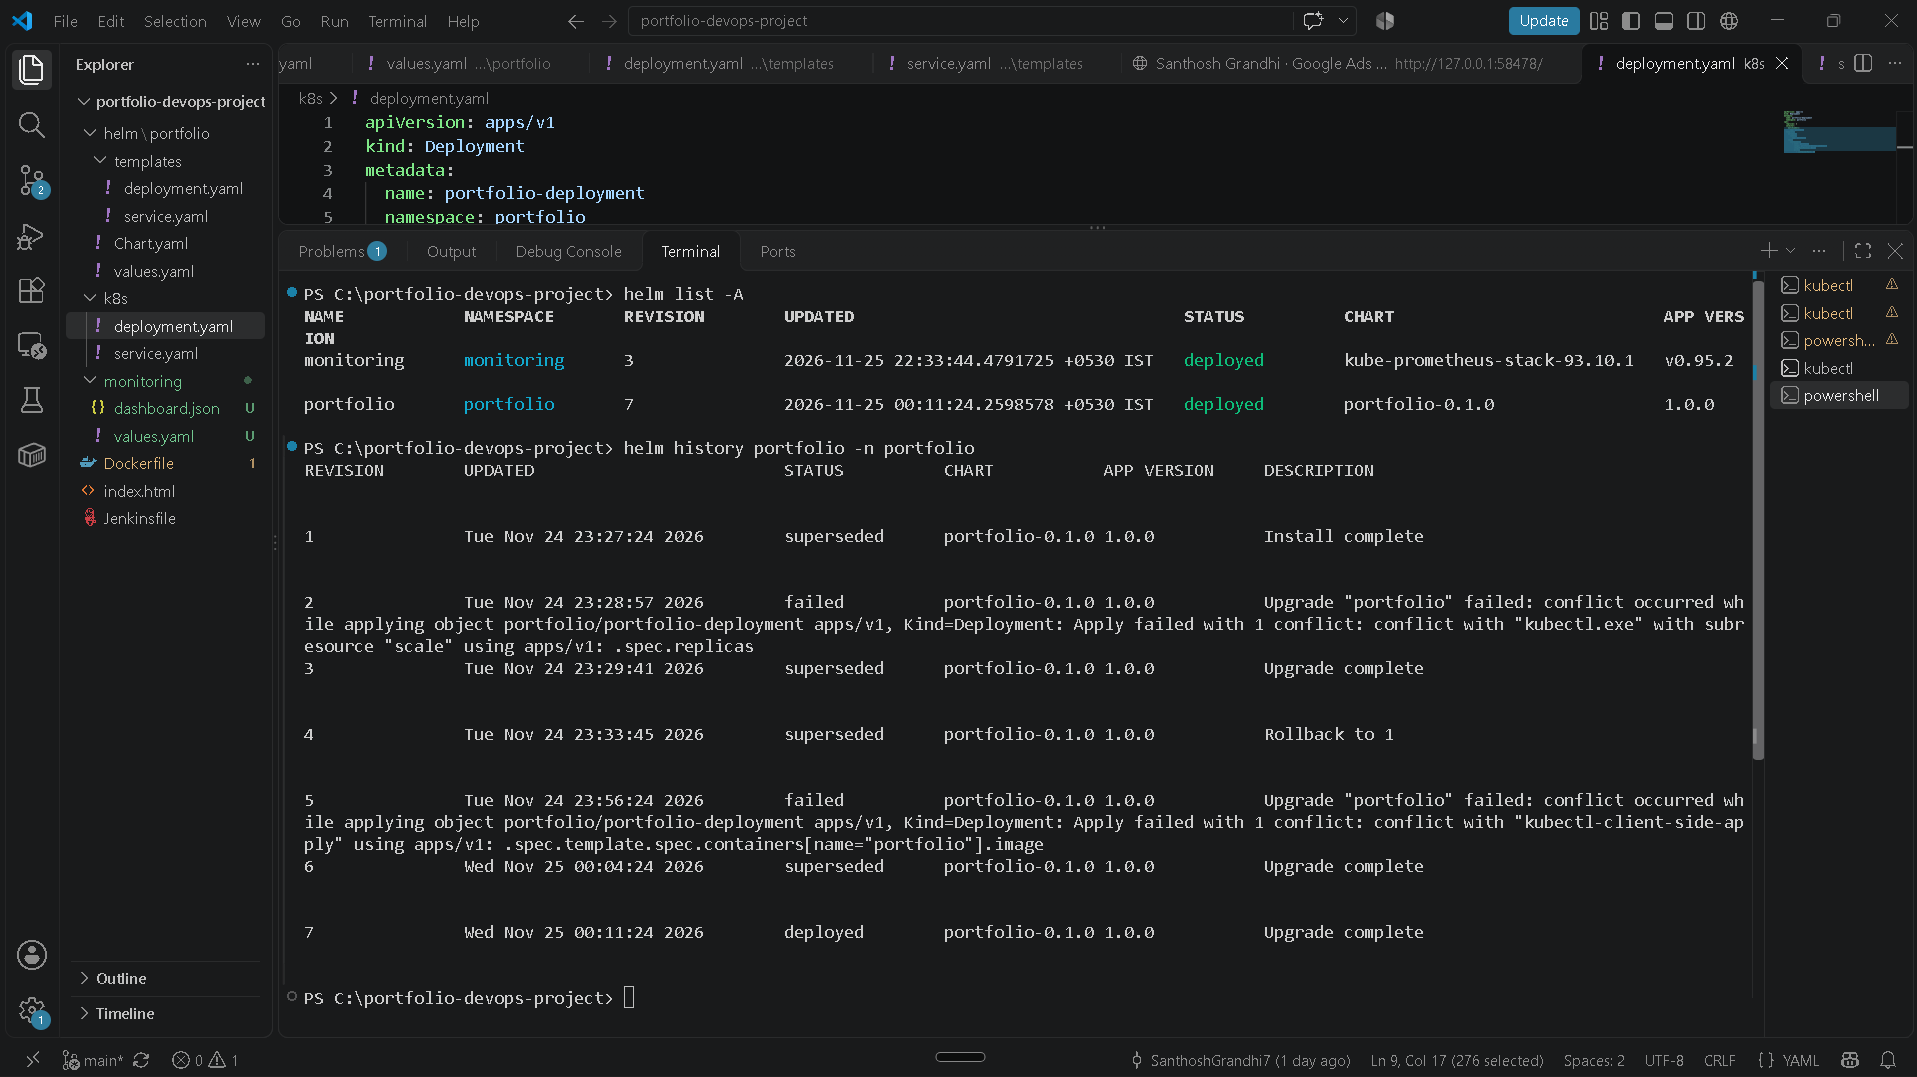 File Edit Selection View Go Run Terminal Help
portfolio-devops-project
Update
Explorer
portfolio-devops-project
helm \ portfolio
templates
deployment.yaml
service.yaml
Chart.yaml
values.yaml
k8s
deployment.yaml
service.yaml
monitoring
dashboard.json U
values.yaml U
Dockerfile 1
index.html
Jenkinsfile
Outline
Timeline
2
1
yaml
values.yaml ...\portfolio
deployment.yaml ...\templates
service.yaml ...\templates
Santhosh Grandhi · Google Ads ... http://127.0.0.1:58478/
deployment.yaml k8s
s
k8s > deployment.yaml
1 apiVersion: apps/v1
2 kind: Deployment
3 metadata:
4 name: portfolio-deployment
5 namespace: portfolio
Problems 1 Output Debug Console Terminal Ports
PS C:\portfolio-devops-project> helm list -A
NAME NAMESPACE REVISION UPDATED STATUS CHART APP VERS
ION
monitoring monitoring 3 2026-11-25 22:33:44.4791725 +0530 IST deployed kube-prometheus-stack-93.10.1 v0.95.2
portfolio portfolio 7 2026-11-25 00:11:24.2598578 +0530 IST deployed portfolio-0.1.0 1.0.0
PS C:\portfolio-devops-project> helm history portfolio -n portfolio
REVISION UPDATED STATUS CHART APP VERSION DESCRIPTION
1 Tue Nov 24 23:27:24 2026 superseded portfolio-0.1.0 1.0.0 Install complete
2 Tue Nov 24 23:28:57 2026 failed portfolio-0.1.0 1.0.0 Upgrade "portfolio" failed: conflict occurred wh
ile applying object portfolio/portfolio-deployment apps/v1, Kind=Deployment: Apply failed with 1 conflict: conflict with "kubectl.exe" with subr
esource "scale" using apps/v1: .spec.replicas
3 Tue Nov 24 23:29:41 2026 superseded portfolio-0.1.0 1.0.0 Upgrade complete
4 Tue Nov 24 23:33:45 2026 superseded portfolio-0.1.0 1.0.0 Rollback to 1
5 Tue Nov 24 23:56:24 2026 failed portfolio-0.1.0 1.0.0 Upgrade "portfolio" failed: conflict occurred wh
ile applying object portfolio/portfolio-deployment apps/v1, Kind=Deployment: Apply failed with 1 conflict: conflict with "kubectl-client-side-ap
ply" using apps/v1: .spec.template.spec.containers[name="portfolio"].image
6 Wed Nov 25 00:04:24 2026 superseded portfolio-0.1.0 1.0.0 Upgrade complete
7 Wed Nov 25 00:11:24 2026 deployed portfolio-0.1.0 1.0.0 Upgrade complete
PS C:\portfolio-devops-project>
kubectl
kubectl
powersh...
kubectl
powershell
main* 0 1 SanthoshGrandhi7 (1 day ago) Ln 9, Col 17 (276 selected) Spaces: 2 UTF-8 CRLF {} YAML